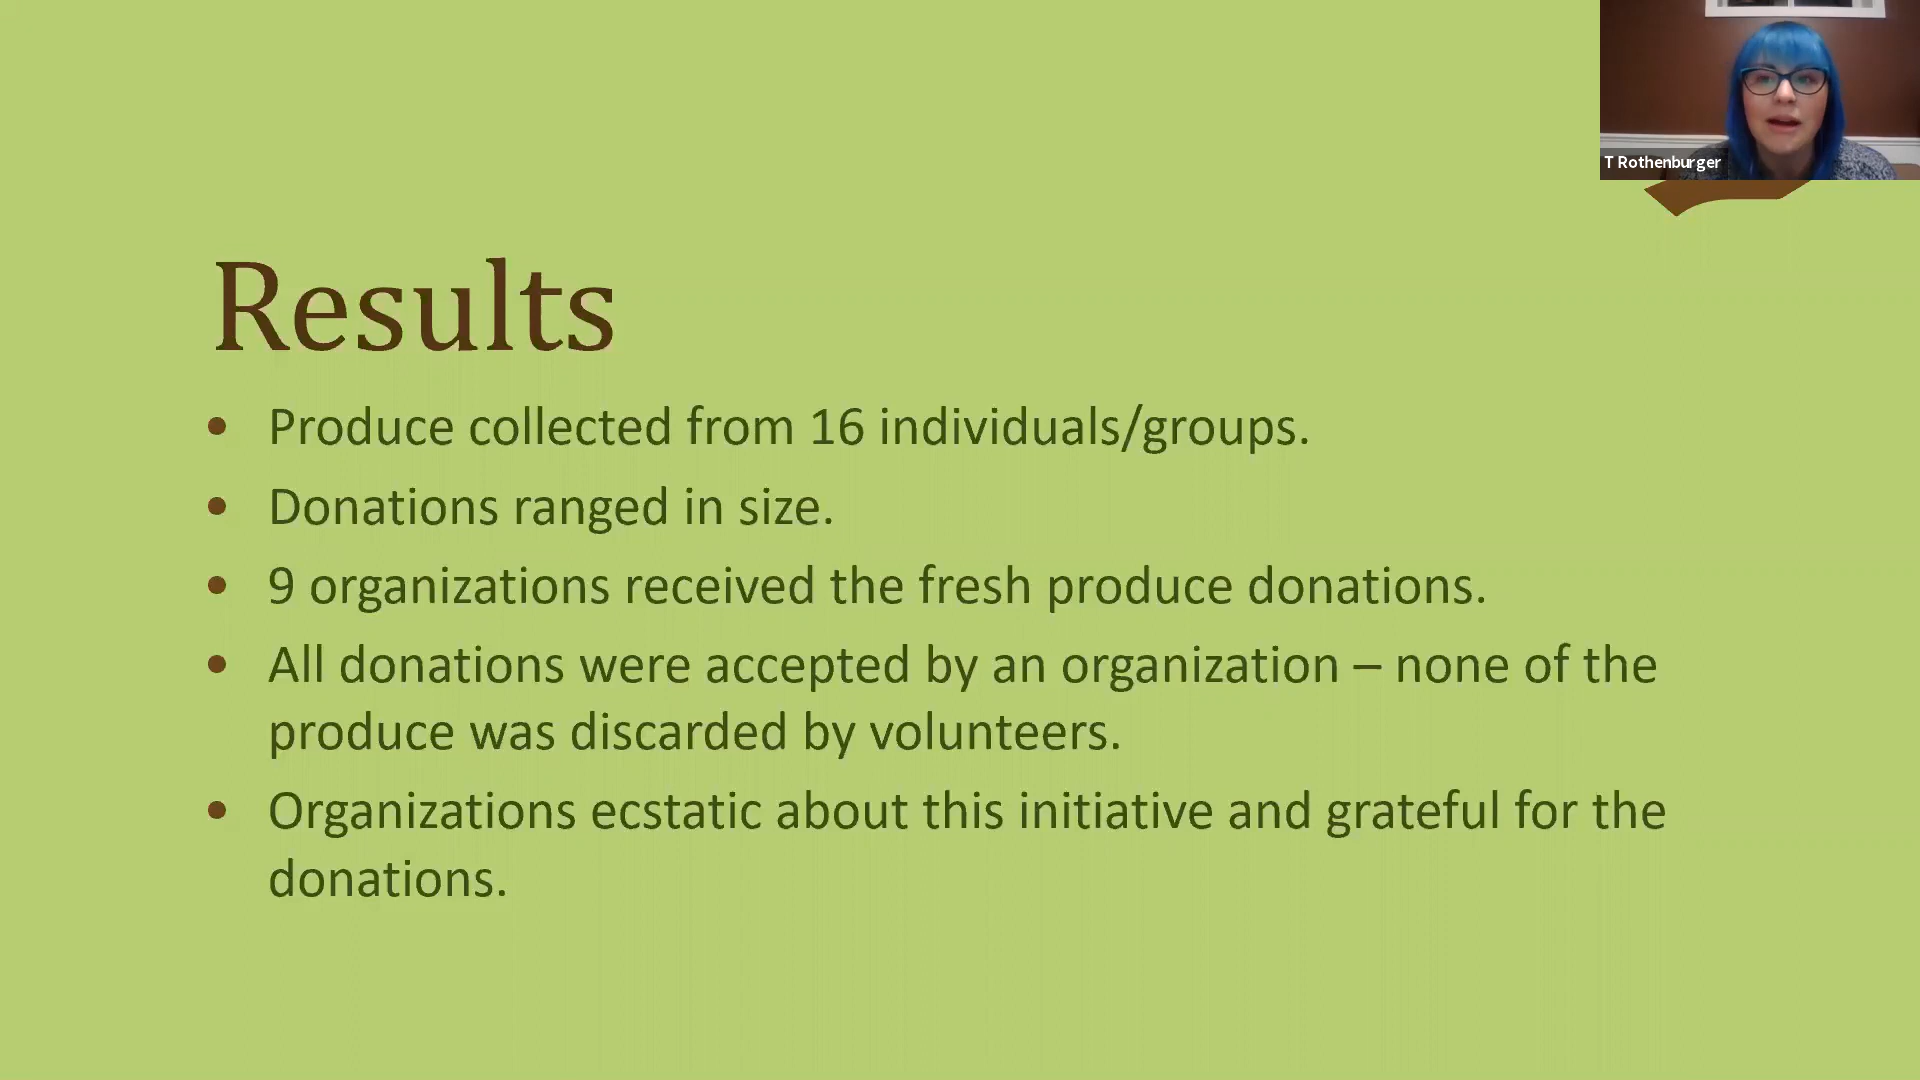 T Rothenburger
Results
• Produce collected from 16 individuals/groups.
• Donations ranged in size.
• 9 organizations received the fresh produce donations.
• All donations were accepted by an organization – none of the
produce was discarded by volunteers.
• Organizations ecstatic about this initiative and grateful for the
donations.